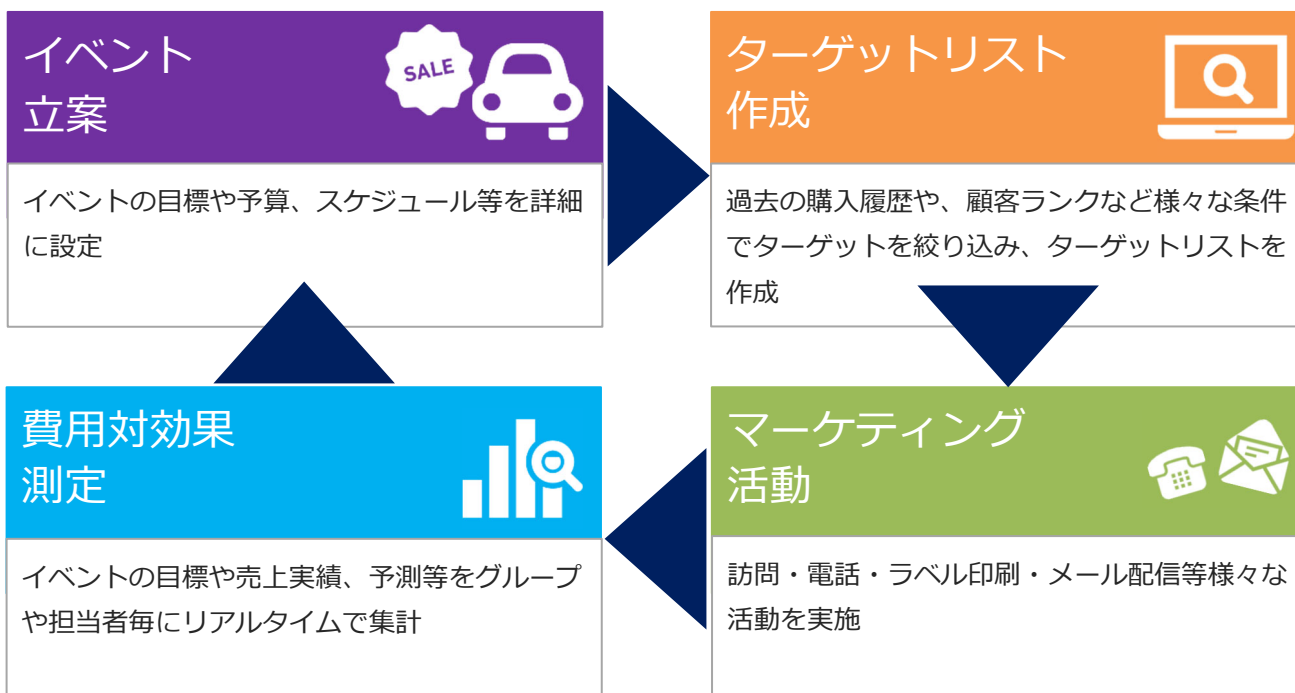 イベント
立案
SALE
イベントの目標や予算、スケジュール等を詳細
に設定
ターゲットリスト
作成
過去の購入履歴や、顧客ランクなど様々な条件
でターゲットを絞り込み、ターゲットリストを
作成
費用対効果
測定
イベントの目標や売上実績、予測等をグループ
や担当者毎にリアルタイムで集計
マーケティング
活動
訪問・電話・ラベル印刷・メール配信等様々な
活動を実施